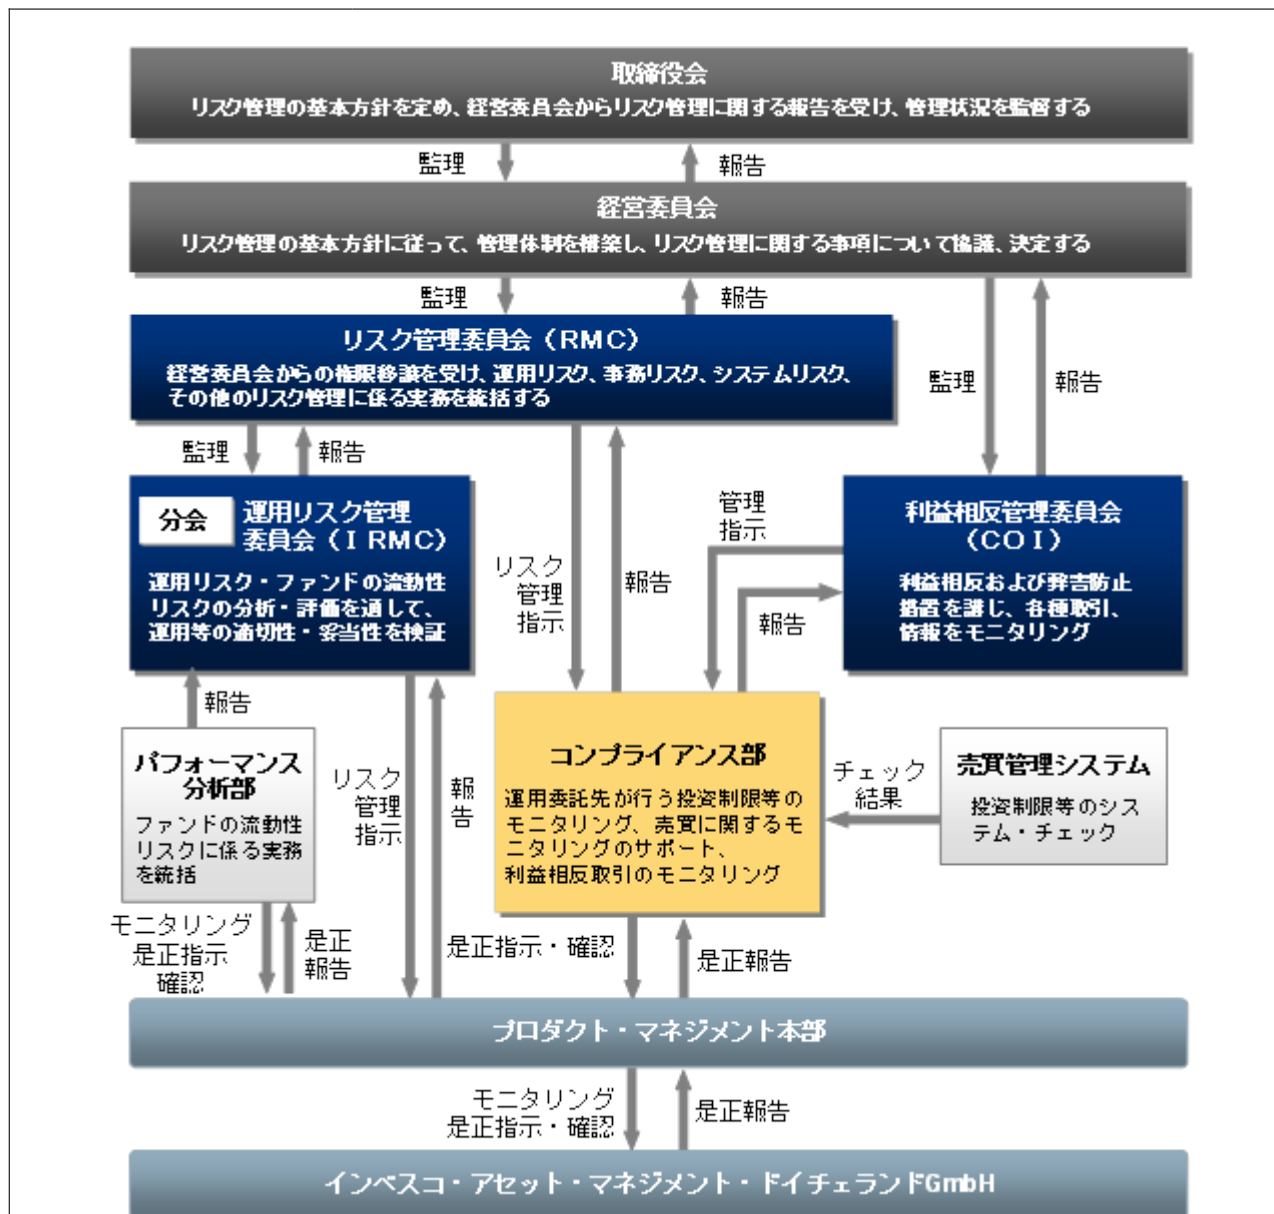 取締役会
リスク管理の基本方針を定め、経営委員会からリスク管理に関する報告を受け、管理状況を監督する
監理
報告
経営委員会
リスク管理の基本方針に従って、管理体制を構築し、リスク管理に関する事項について協議、決定する
監理
報告
リスク管理委員会（RMC）
経営委員会からの権限移譲を受け、運用リスク、事務リスク、システムリスク、
その他のリスク管理に係る実務を統括する
監理
報告
監理
報告
分会
運用リスク管理
委員会（ＩRMC）
運用リスク・ファンドの流動性
リスクの分析・評価を通して、
運用等の適切性・妥当性を検証
リスク
管理
指示
報告
管理
指示
報告
利益相反管理委員会
（COI）
利益相反および弊害防止
措置を講じ、各種取引、
情報をモニタリング
報告
パフォーマンス
分析部
ファンドの流動性
リスクに係る実務
を統括
リスク
管理
指示
報
告
コンプライアンス部
運用委託先が行う投資制限等の
モニタリング、売買に関するモ
ニタリングのサポート、
利益相反取引のモニタリング
チェック
結果
売買管理システム
投資制限等のシス
テム・チェック
モニタリング
是正指示
確認
是正
報告
是正指示・確認
是正報告
プロダクト・マネジメント本部
モニタリング
是正指示・確認
是正報告
インベスコ・アセット・マネジメント・ドイチェランドGmbH